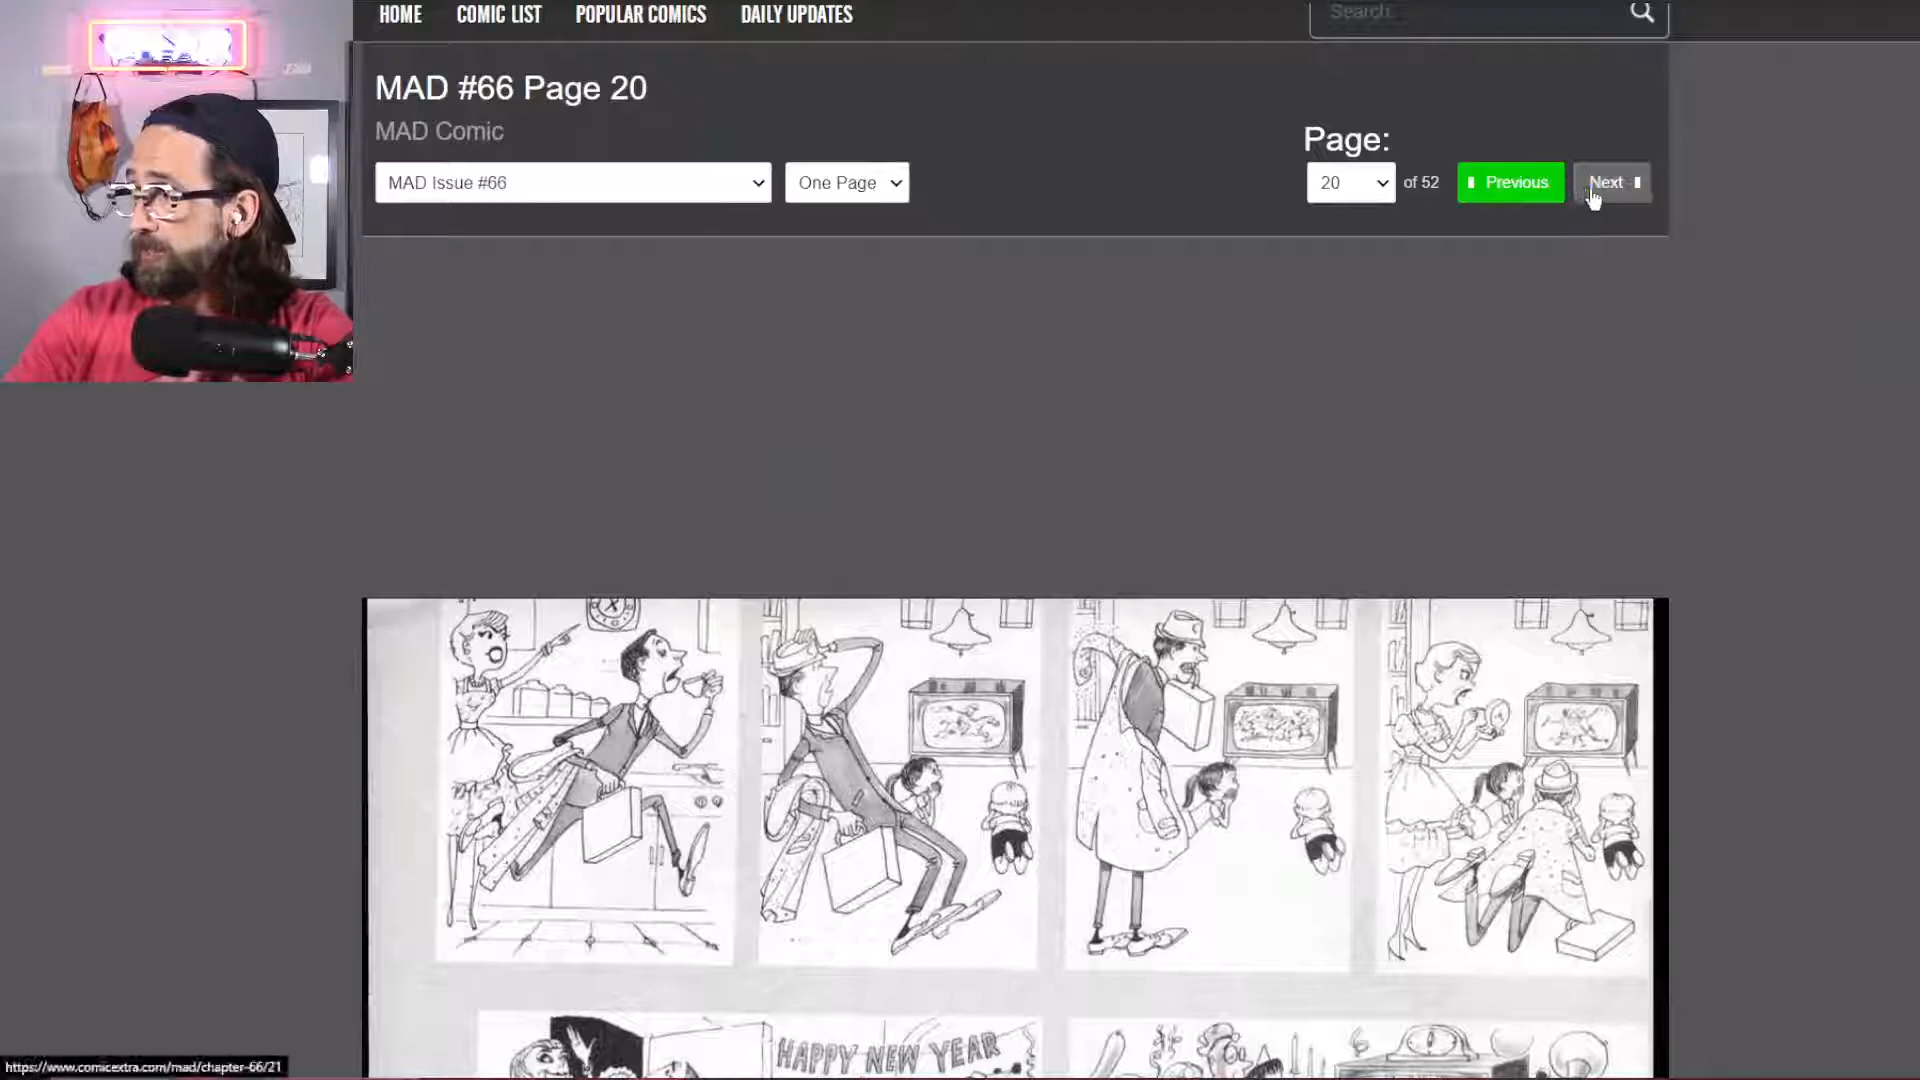 HOME COMIC LIST POPULAR COMICS DAILY UPDATES
Search...
MAD #66 Page 20
MAD Comic
Page:
MAD Issue #66
One Page
20
of 52
Previous
Next
HAPPY NEW YEAR
https://www.comicextra.com/mad/chapter-66/21